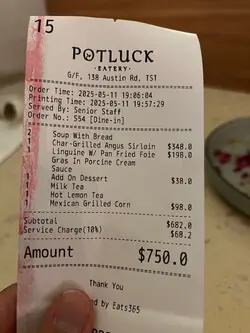 15
POTLUCK
· EATERY ·
G/F, 138 Austin Rd, TST
Order Time: 2025-05-11 19:06:04
Printing Time: 2025-05-11 19:57:29
Served By: Senior Staff
Order No.: S54 [Dine-in]
2 Soup With Bread
1 Char-Grilled Angus Sirloin $348.0
1 Linguine W/ Pan Fried Foie $198.0
Gras In Porcine Cream
Sauce
Add On Dessert $38.0
1 Milk Tea
1 Hot Lemon Tea
1 Mexican Grilled Corn $98.0
Subtotal $682.0
Service Charge(10%) $68.2
Amount $750.0
Thank You
ed by Eats365